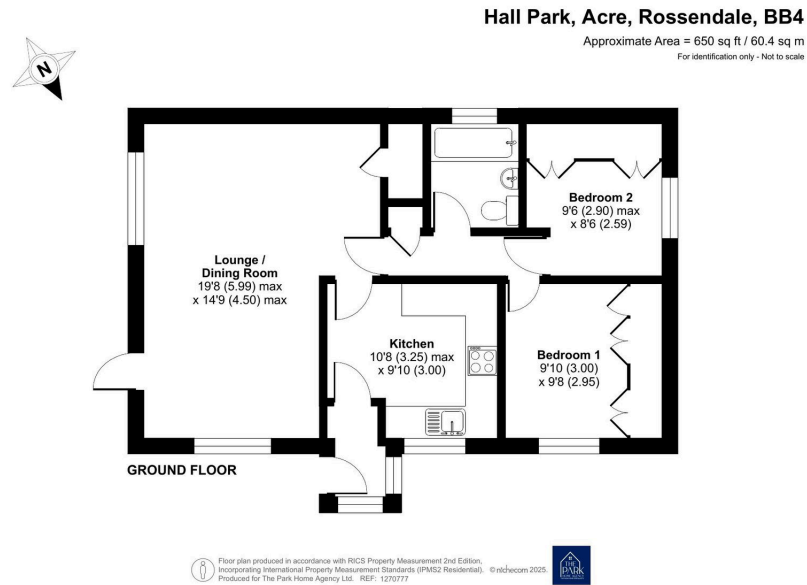 Hall Park, Acre, Rossendale, BB4
Approximate Area = 650 sq ft / 60.4 sq m
For identification only - Not to scale
N
Lounge /
Dining Room
19'8 (5.99) max
x 14'9 (4.50) max
Kitchen
10'8 (3.25) max
x 9'10 (3.00)
Bedroom 2
9'6 (2.90) max
x 8'6 (2.59)
Bedroom 1
9'10 (3.00)
x 9'8 (2.95)
GROUND FLOOR
Floor plan produced in accordance with RICS Property Measurement 2nd Edition,
Incorporating International Property Measurement Standards (IPMS2 Residential). © nichecom 2025.
Produced for The Park Home Agency Ltd. REF: 1270777
THE
PARK
HOME AGENCY